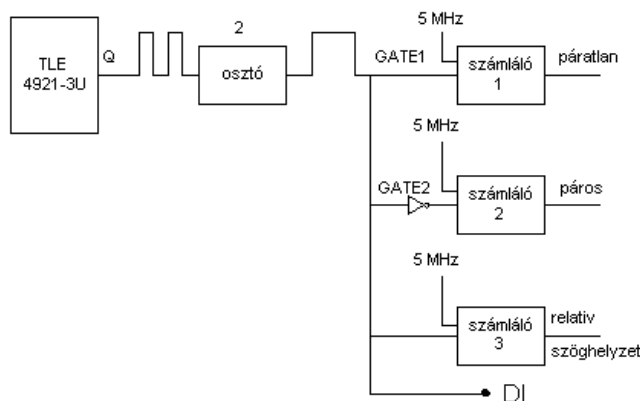 TLE
4921-3U
Q
2
osztó
GATE1
5 MHz
számláló
1
páratlan
GATE2
5 MHz
számláló
2
páros
5 MHz
számláló
3
relativ
szöghelyzet
DI